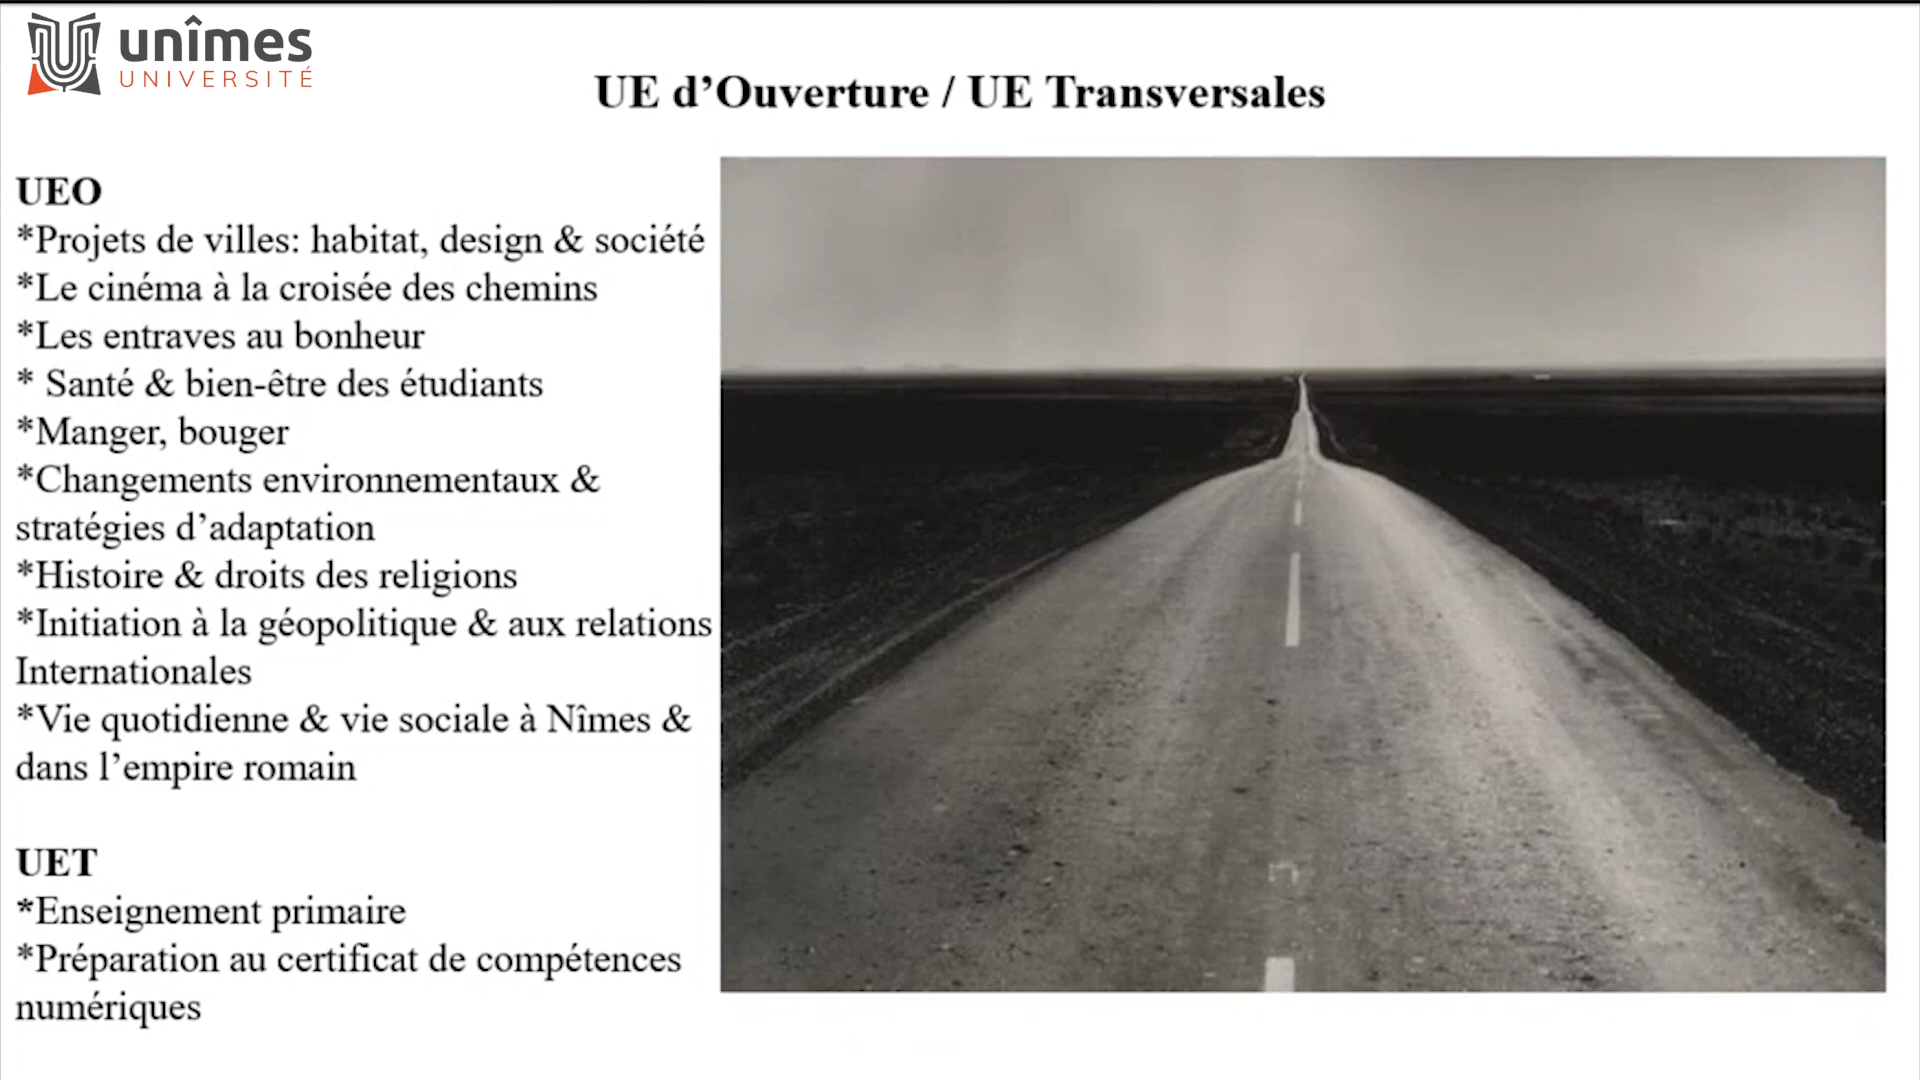 unîmes
UNIVERSITÉ
UE d’Ouverture / UE Transversales
UEO
*Projets de villes: habitat, design & société
*Le cinéma à la croisée des chemins
*Les entraves au bonheur
* Santé & bien-être des étudiants
*Manger, bouger
*Changements environnementaux &
stratégies d’adaptation
*Histoire & droits des religions
*Initiation à la géopolitique & aux relations
Internationales
*Vie quotidienne & vie sociale à Nîmes &
dans l’empire romain
UET
*Enseignement primaire
*Préparation au certificat de compétences
numériques